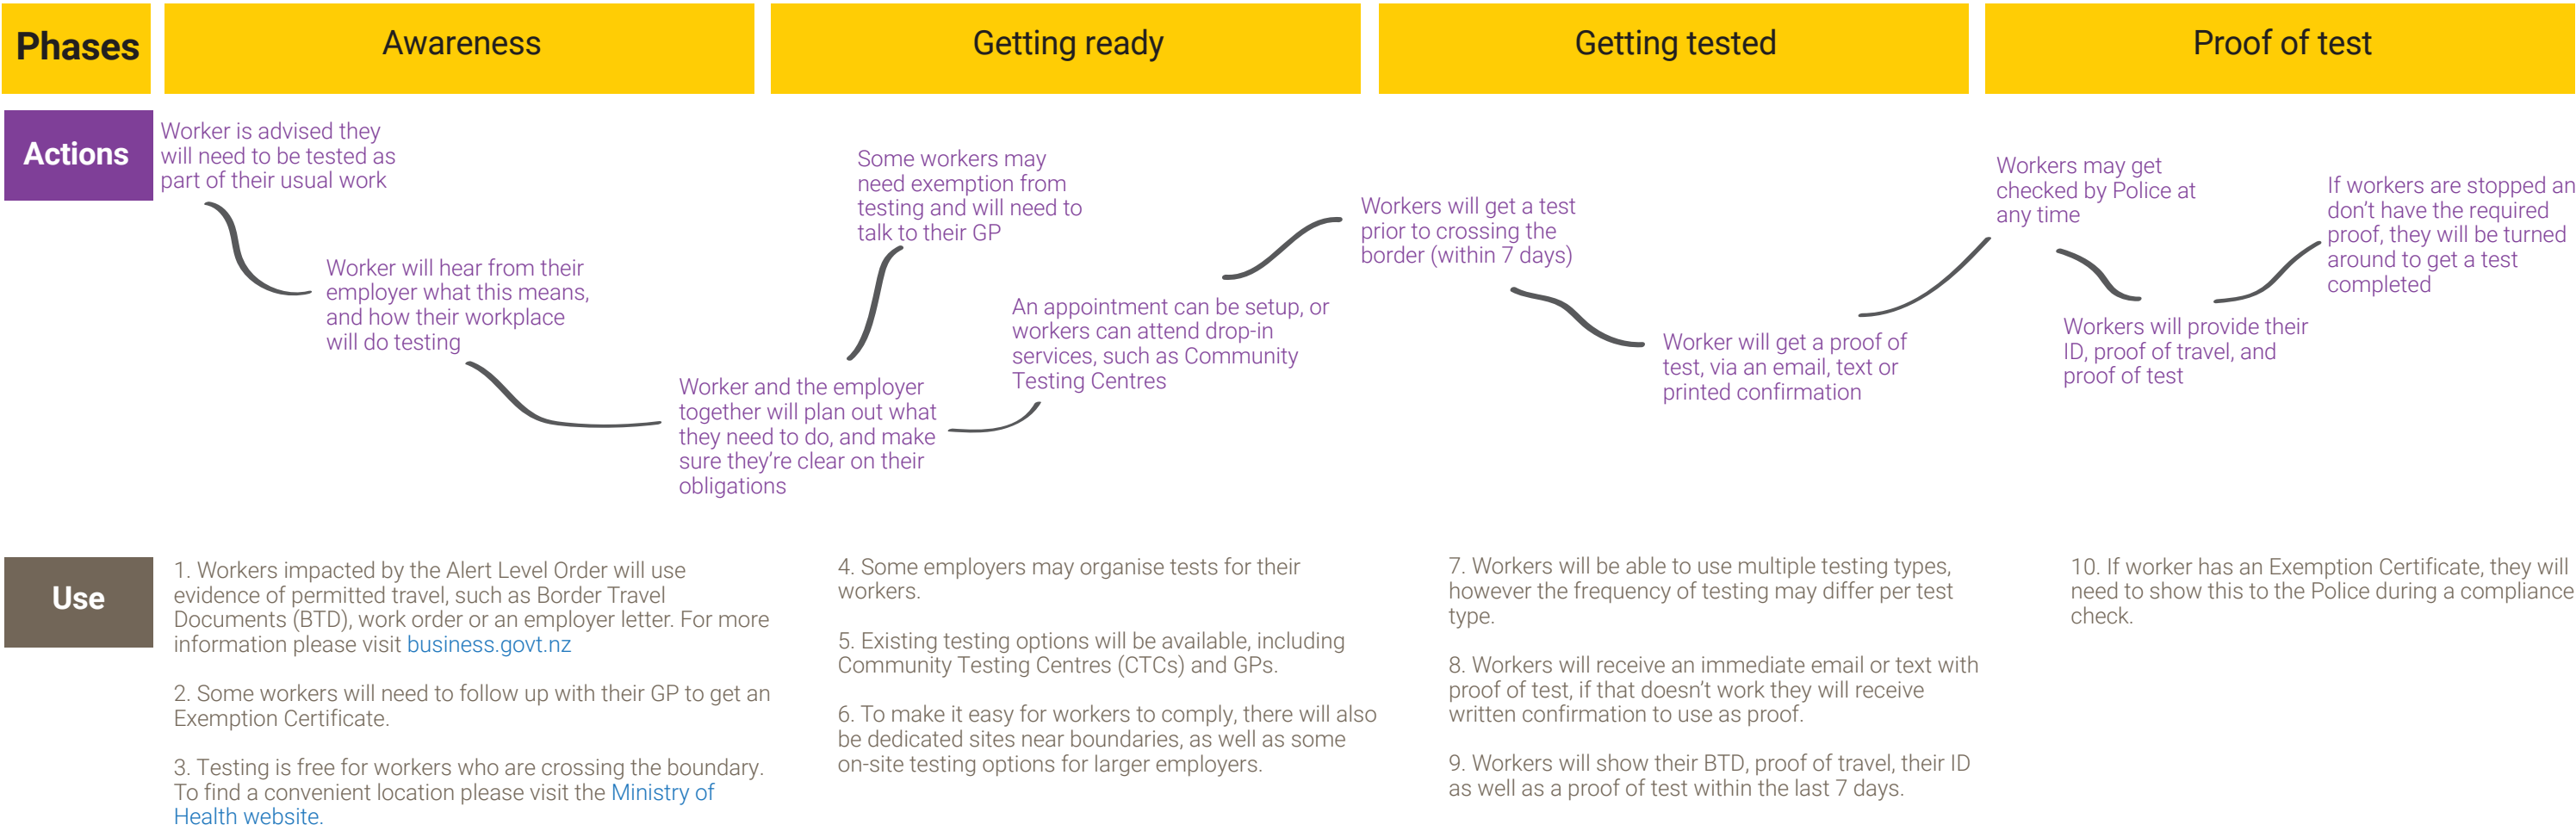 Phases
Awareness
Getting ready
Getting tested
Proof of test
Actions
Worker is advised they
will need to be tested as
part of their usual work
Worker will hear from their
employer what this means,
and how their workplace
will do testing
Worker and the employer
together will plan out what
they need to do, and make
sure they're clear on their
obligations
Some workers may
need exemption from
testing and will need to
talk to their GP
An appointment can be setup, or
workers can attend drop-in
services, such as Community
Testing Centres
Workers will get a test
prior to crossing the
border (within 7 days)
Worker will get a proof of
test, via an email, text or
printed confirmation
Workers may get
checked by Police at
any time
Workers will provide their
ID, proof of travel, and
proof of test
If workers are stopped an
don't have the required
proof, they will be turned
around to get a test
completed
Use
1. Workers impacted by the Alert Level Order will use
evidence of permitted travel, such as Border Travel
Documents (BTD), work order or an employer letter. For more
information please visit business.govt.nz
2. Some workers will need to follow up with their GP to get an
Exemption Certificate.
3. Testing is free for workers who are crossing the boundary.
To find a convenient location please visit the Ministry of
Health website.
4. Some employers may organise tests for their
workers.
5. Existing testing options will be available, including
Community Testing Centres (CTCs) and GPs.
6. To make it easy for workers to comply, there will also
be dedicated sites near boundaries, as well as some
on-site testing options for larger employers.
7. Workers will be able to use multiple testing types,
however the frequency of testing may differ per test
type.
8. Workers will receive an immediate email or text with
proof of test, if that doesn't work they will receive
written confirmation to use as proof.
9. Workers will show their BTD, proof of travel, their ID
as well as a proof of test within the last 7 days.
10. If worker has an Exemption Certificate, they will
need to show this to the Police during a compliance
check.